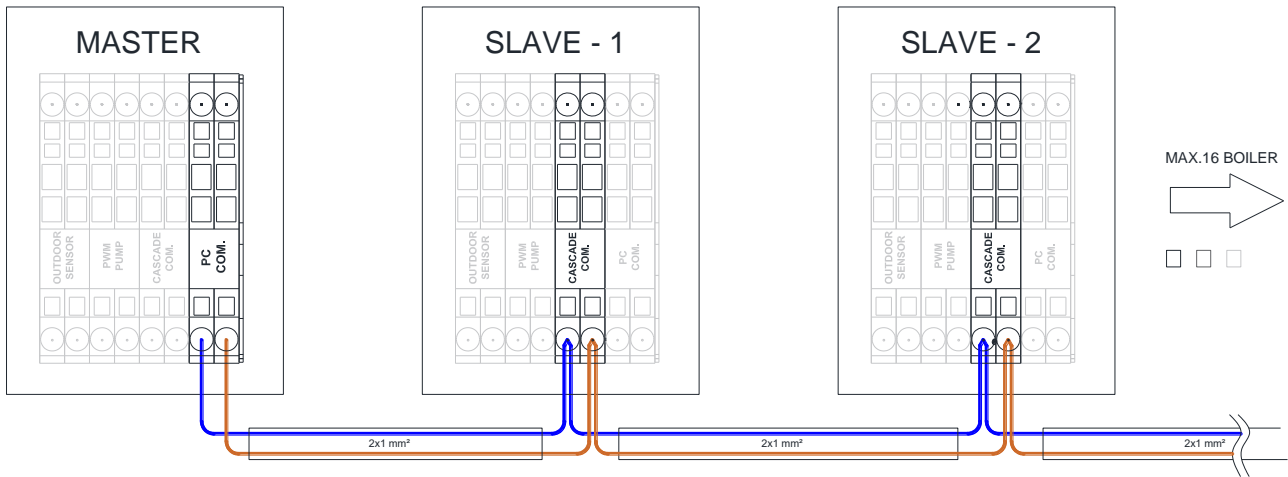 MASTER
SLAVE - 1
SLAVE - 2
OUTDOOR
SENSOR
PWM
PUMP
CASCADE
COM.
PC
COM.
OUTDOOR
SENSOR
PWM
PUMP
CASCADE
COM.
PC
COM.
OUTDOOR
SENSOR
PWM
PUMP
CASCADE
COM.
PC
COM.
MAX.16 BOILER
2x1 mm²
2x1 mm²
2x1 mm²